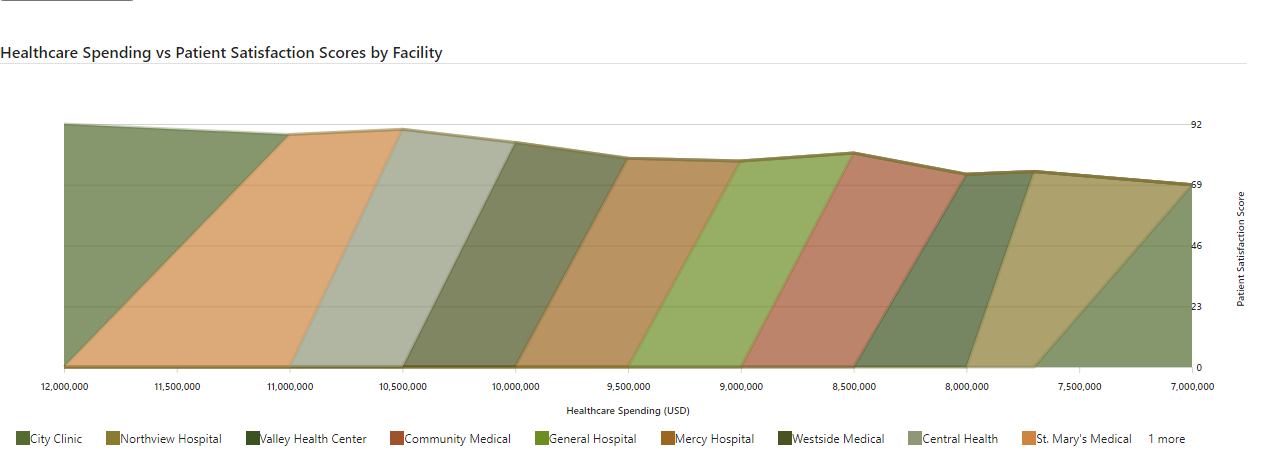 Healthcare Spending vs Patient Satisfaction Scores by Facility
92
69
46
23
0
Patient Satisfaction Score
12,000,000 11,500,000 11,000,000 10,500,000 10,000,000 9,500,000 9,000,000 8,500,000 8,000,000 7,500,000 7,000,000
Healthcare Spending (USD)
City Clinic Northview Hospital Valley Health Center Community Medical General Hospital Mercy Hospital Westside Medical Central Health St. Mary's Medical 1 more